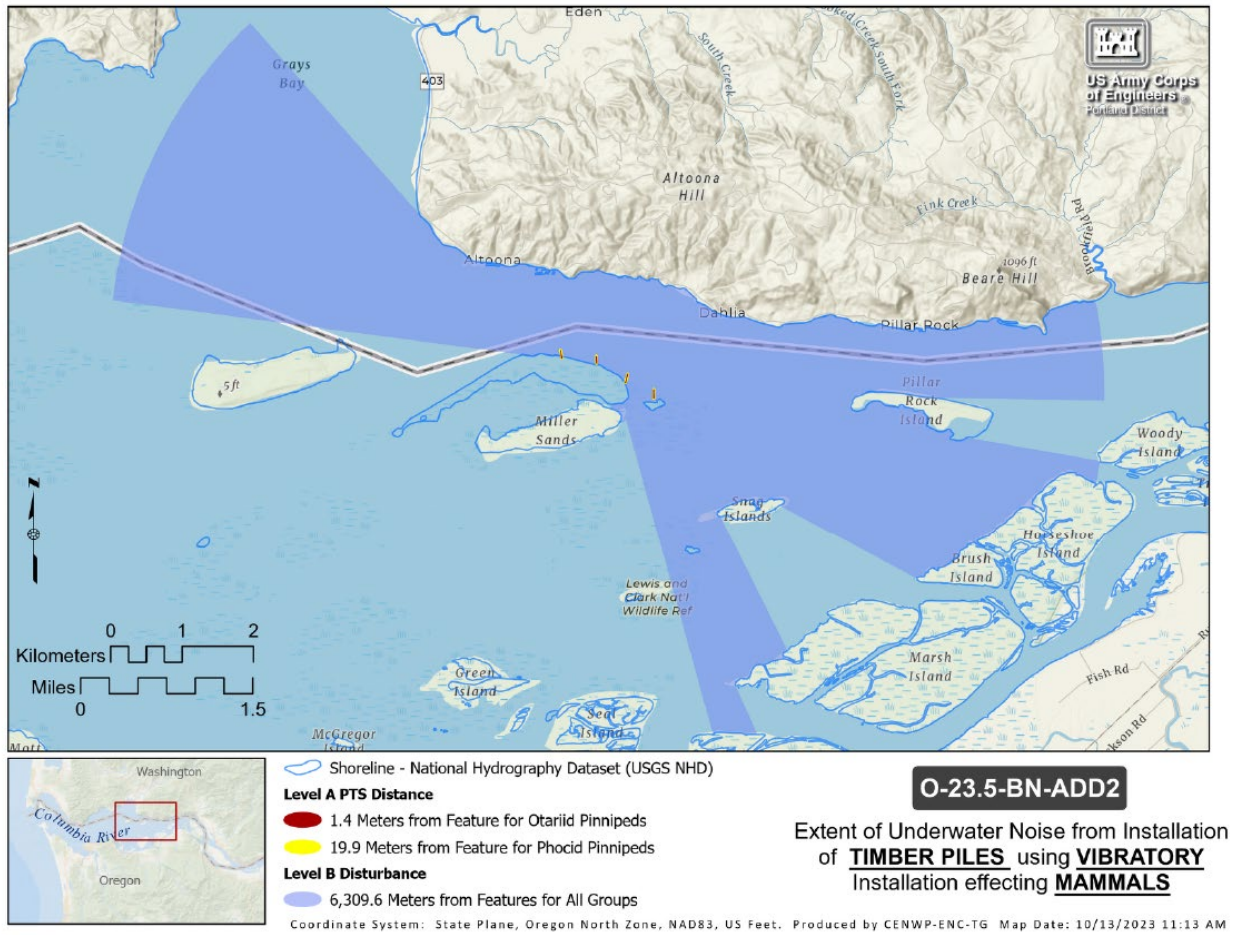 Eden
Grays
Bay
403
South Creek
Crooked Creek South Fork
US Army Corps
of Engineers ®
Portland District
Altoona
Hill
Fink Creek
Brookfield Rd
Altoona
1096 ft
Beare Hill
Dahlia
Pillar Rock
5 ft
Pillar
Rock
Island
Miller
Sands
Woody
Island
Snag
Islands
Horseshoe
Island
Brush
Island
N
Lewis and
Clark Nat'l
Wildlife Ref
0 1 2
Kilometers
Miles
0 1.5
Marsh
Island
Fish Rd
Green
Island
Seal
Island
McGregor
Island
Mott
kson Rd
Washington
Columbia River
Oregon
Shoreline - National Hydrography Dataset (USGS NHD)
Level A PTS Distance
1.4 Meters from Feature for Otariid Pinnipeds
19.9 Meters from Feature for Phocid Pinnipeds
Level B Disturbance
6,309.6 Meters from Features for All Groups
O-23.5-BN-ADD2
Extent of Underwater Noise from Installation
of TIMBER PILES using VIBRATORY
Installation effecting MAMMALS
Coordinate System: State Plane, Oregon North Zone, NAD83, US Feet. Produced by CENWP-ENC-TG Map Date: 10/13/2023 11:13 AM